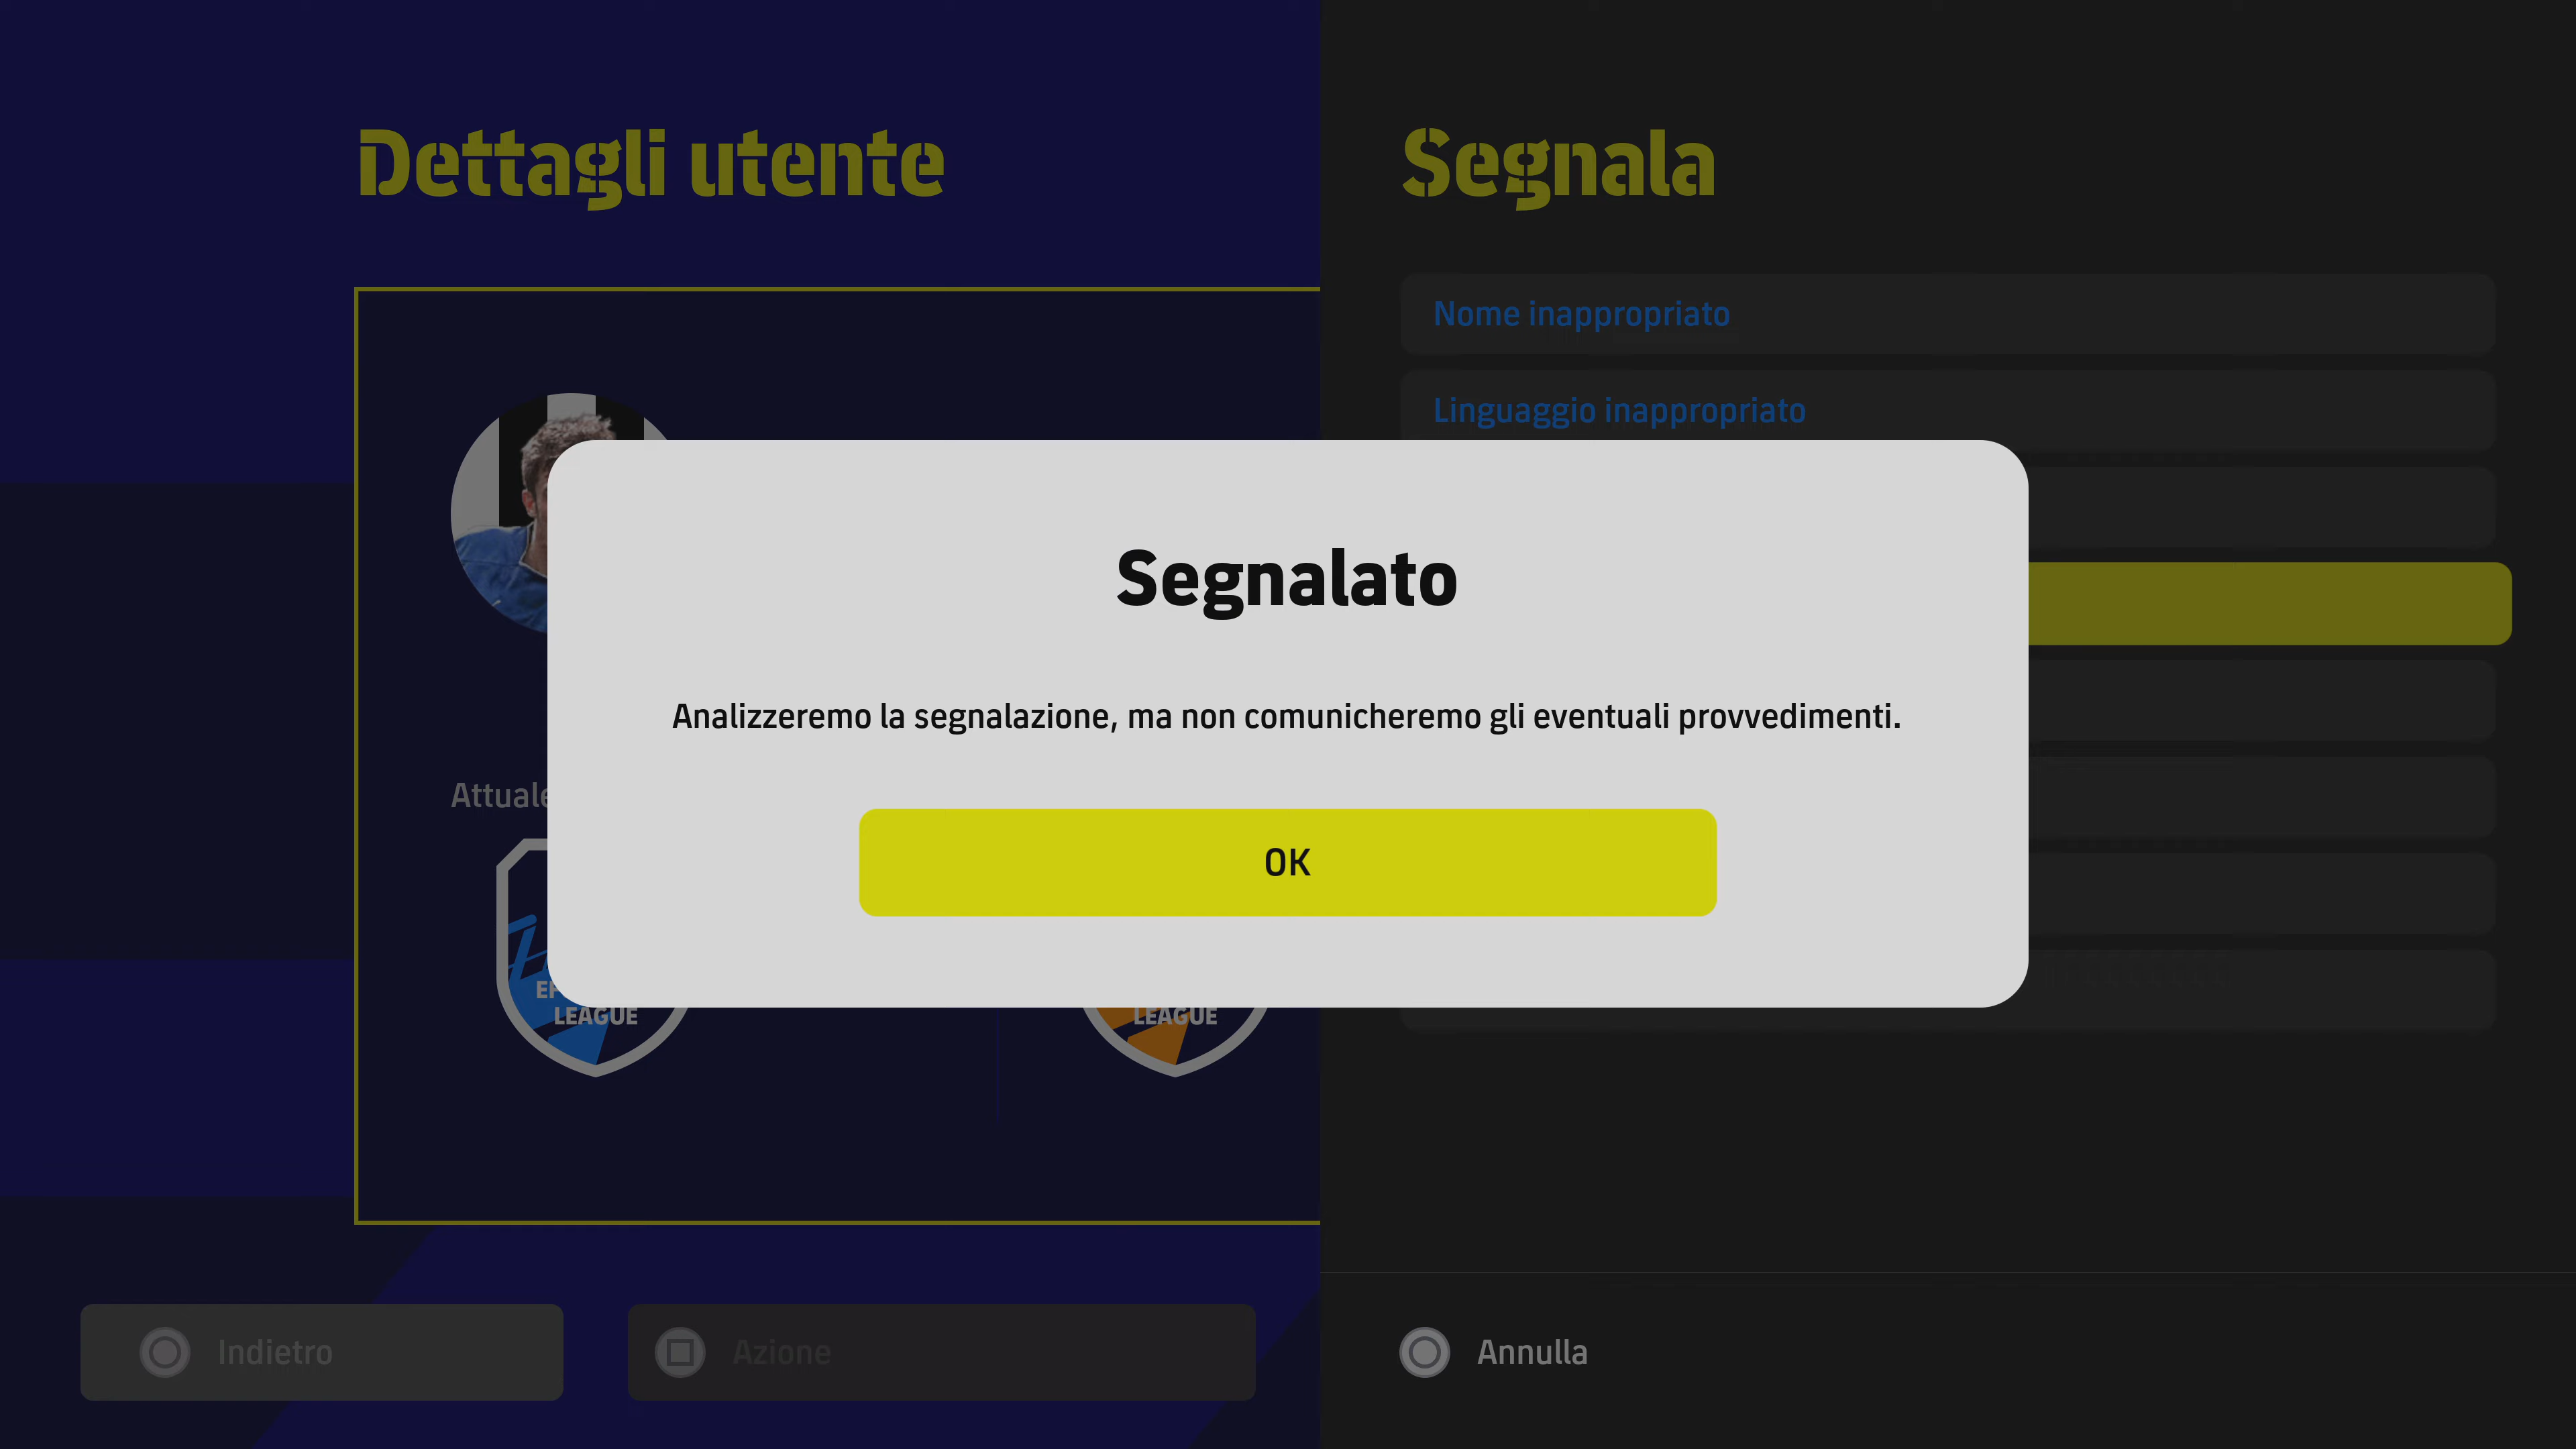 Dettagli utente
Segnala
Nome inappropriato
Linguaggio inappropriato
Segnalato
Analizzeremo la segnalazione, ma non comunicheremo gli eventuali provvedimenti.
OK
LEAGUE
LEAGUE
Indietro
Azione
Annulla